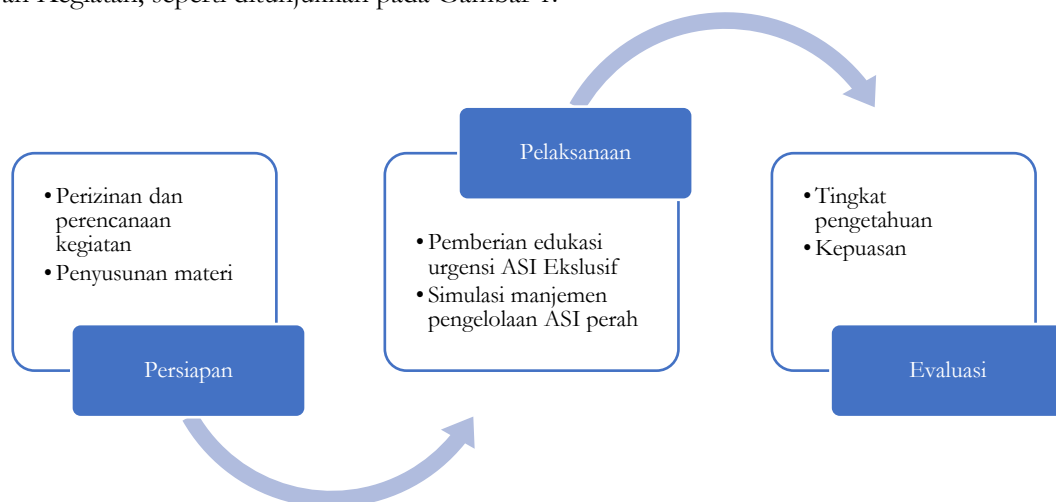 an Kegiatan, seperti ditunjukkan pada Gambar 1.
• Perizinan dan
perencanaan
kegiatan
• Penyusunan materi
Persiapan
Pelaksanaan
• Pemberian edukasi
urgensi ASI Ekslusif
• Simulasi manjemen
pengelolaan ASI perah
• Tingkat
pengetahuan
• Kepuasan
Evaluasi